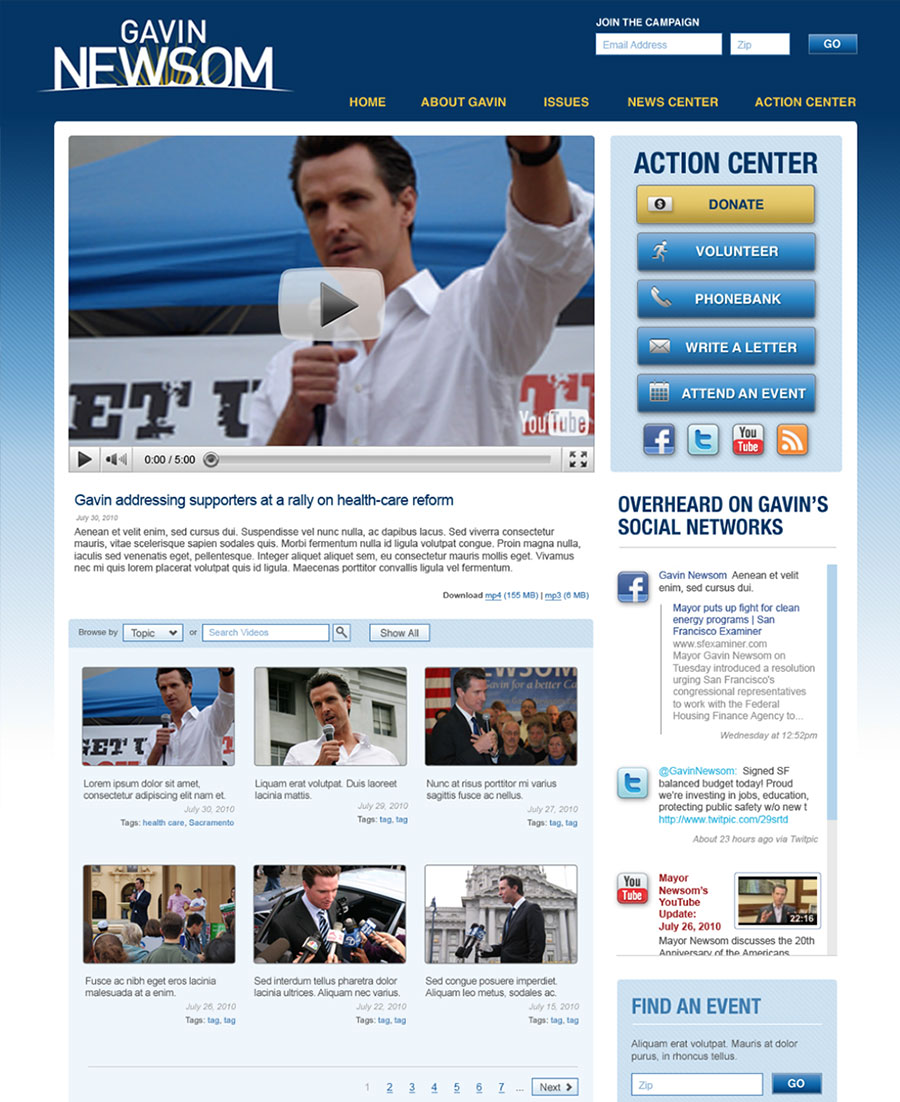 GAVIN
NEWSOM
JOIN THE CAMPAIGN
Email Address
Zip
GO
HOME
ABOUT GAVIN
ISSUES
NEWS CENTER
ACTION CENTER
GET U
YouTube
0:00 / 5:00
Gavin addressing supporters at a rally on health-care reform
July 30, 2010
Aenean et velit enim, sed cursus dui. Suspendisse vel nunc nulla, ac dapibus lacus. Sed viverra consectetur
mauris, vitae scelerisque sapien sodales quis. Morbi fermentum nulla id ligula volutpat congue. Proin magna nulla,
iaculis sed venenatis eget, pellentesque. Integer aliquet aliquet sem, eu consectetur mauris mollis eget. Vivamus
nec mi quis lorem placerat volutpat quis id ligula. Maecenas porttitor convallis ligula vel fermentum.
Download mp4 (155 MB) | mp3 (6 MB)
Browse by
Topic
or
Search Videos
Show All
GET U
Lorem ipsum dolor sit amet,
consectetur adipiscing elit nam et.
July 30, 2010
Tags: health care, Sacramento
Liquam erat volutpat. Duis laoreet
lacinia mattis.
July 29, 2010
Tags: tag, tag
NEWSOM
Gavin for a better Ca
Nunc at risus porttitor mi varius
sagittis fusce ac nellus.
July 27, 2010
Tags: tag, tag
Fusce ac nibh eget eros lacinia
malesuada at a enim.
July 26, 2010
Tags: tag, tag
Sed interdum tellus pharetra dolor
lacinia ultrices. Aliquam nec varius.
July 22, 2010
Tags: tag, tag
Sed congue posuere imperdiet.
Aliquam leo metus, sodales ac.
July 15, 2010
Tags: tag, tag
1 2 3 4 5 6 7 ... Next
ACTION CENTER
DONATE
VOLUNTEER
PHONEBANK
WRITE A LETTER
ATTEND AN EVENT
You
Tube
OVERHEARD ON GAVIN'S
SOCIAL NETWORKS
Gavin Newsom Aenean et velit
enim, sed cursus dui.
Mayor puts up fight for clean
energy programs | San
Francisco Examiner
www.sfexaminer.com
Mayor Gavin Newsom on
Tuesday introduced a resolution
urging San Francisco's
congressional representatives
to work with the Federal
Housing Finance Agency to...
Wednesday at 12:52pm
@GavinNewsom: Signed SF
balanced budget today! Proud
we're investing in jobs, education,
protecting public safety w/o new t
http://www.twitpic.com/29srtd
About 23 hours ago via Twitpic
You
Tube
Mayor
Newsom's
YouTube
Update:
July 26, 2010
22:16
Mayor Newsom discusses the 20th
Anniversary of the Americans
FIND AN EVENT
Aliquam erat volutpat. Mauris at dolor
purus, in rhoncus tellus.
Zip
GO